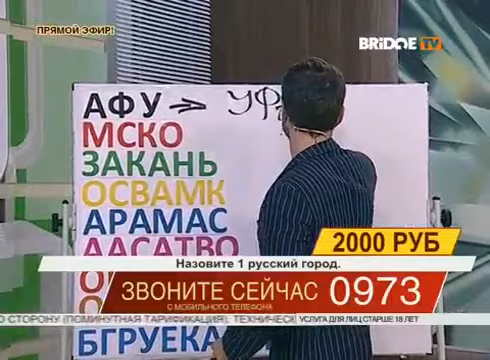 ПРЯМОЙ ЭФИР!
BRIDGE TV
АФУ → УФ
МСКО
ЗАКАНЬ
ОСВАМК
АРАМАС
ААСАТВО
2000 РУБ
Назовите 1 русский город.
ЗВОНИТЕ СЕЙЧАС 0973
С МОБИЛЬНОГО ТЕЛЕФОНА
СТОРОНУ (ПОМИНУТНАЯ ТАРИФИКАЦИЯ). ТЕХНИЧЕСК
УСЛУГА ДЛЯ ЛИЦ СТАРШЕ 18 ЛЕТ
БГРУЕКА